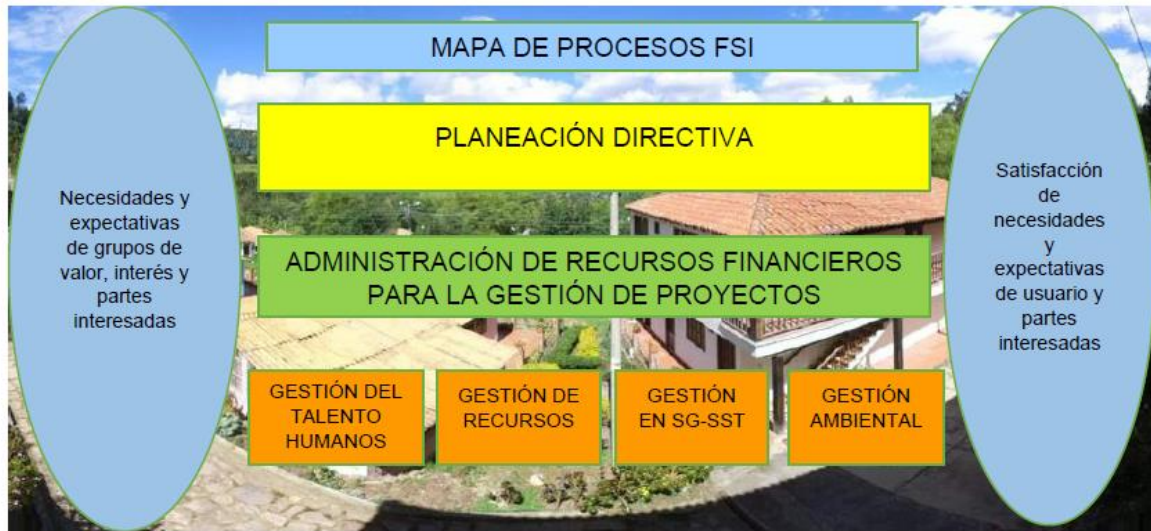 MAPA DE PROCESOS FSI
PLANEACIÓN DIRECTIVA
Necesidades y
expectativas
de grupos de
valor, interés y
partes
interesadas
ADMINISTRACIÓN DE RECURSOS FINANCIEROS
PARA LA GESTIÓN DE PROYECTOS
Satisfacción
de
necesidades
y
expectativas
de usuario y
partes
interesadas
GESTIÓN DEL
TALENTO
HUMANOS
GESTIÓN DE
RECURSOS
GESTIÓN
EN SG-SST
GESTIÓN
AMBIENTAL